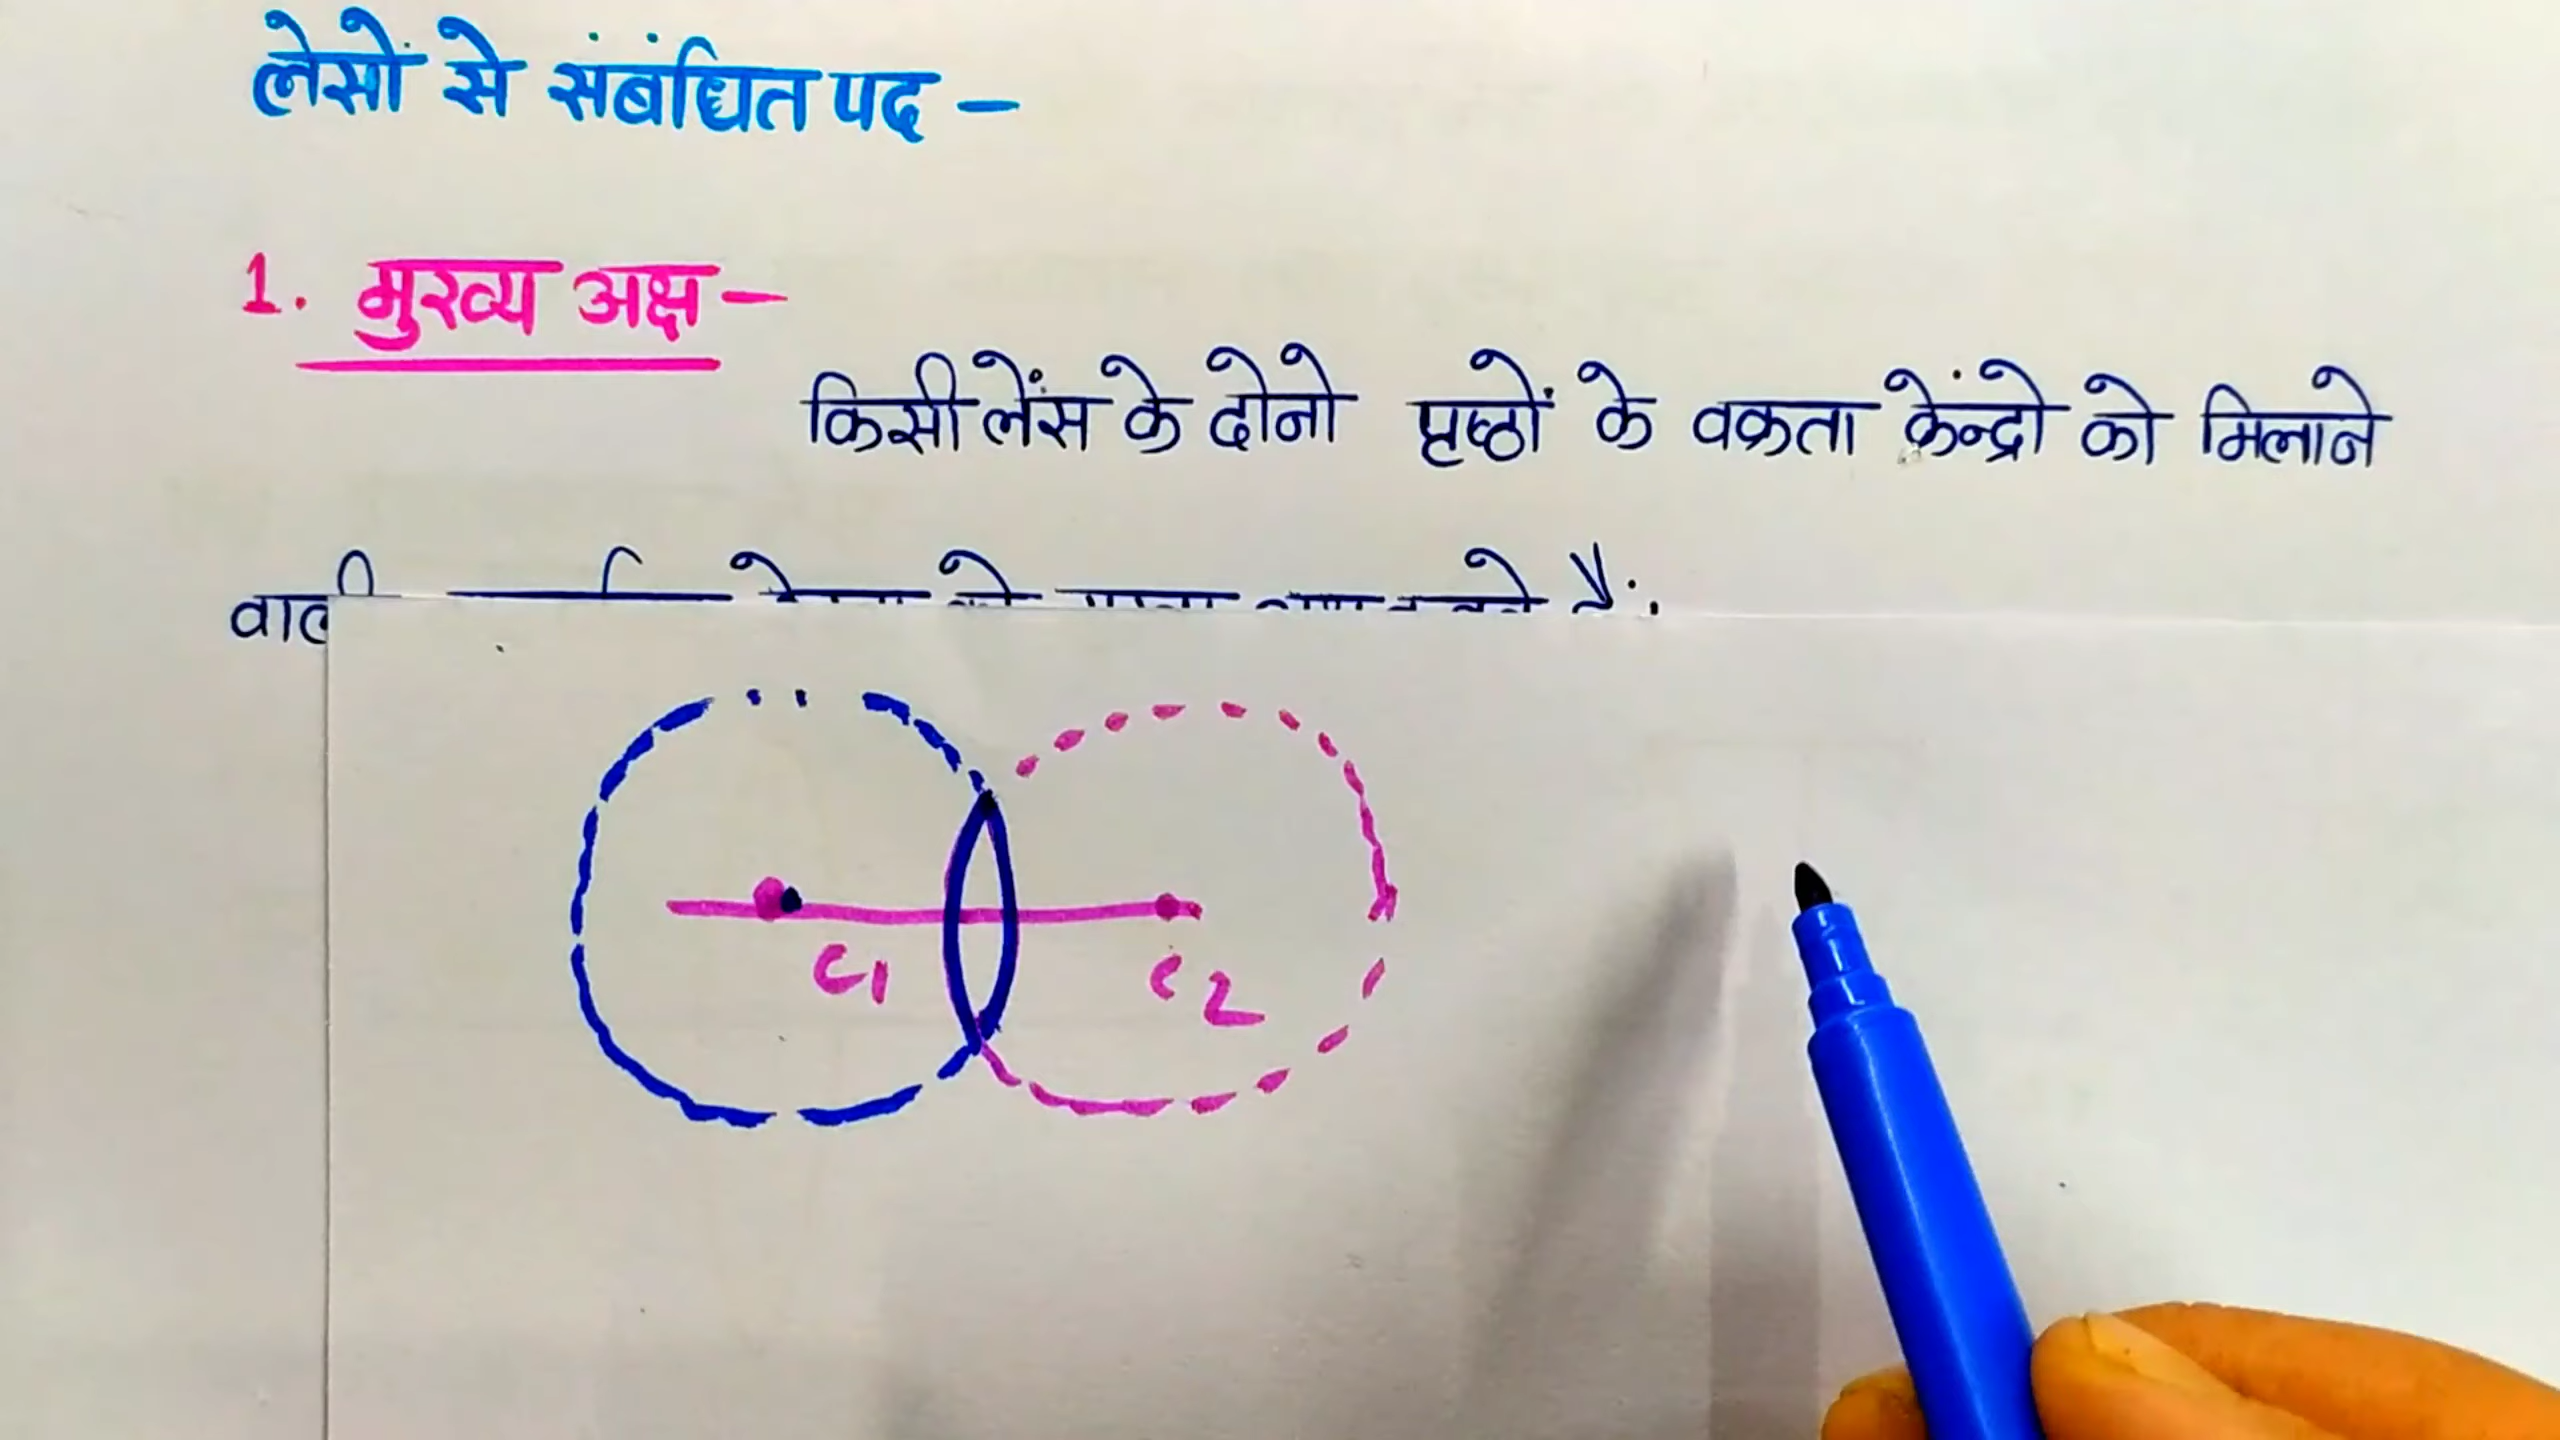 लेसों से संबंधित पद –
1. मुख्य अक्ष –
किसी लेंस के दोनो पृष्ठों के वक्रता केंन्द्रो को मिलाने
C1
C2